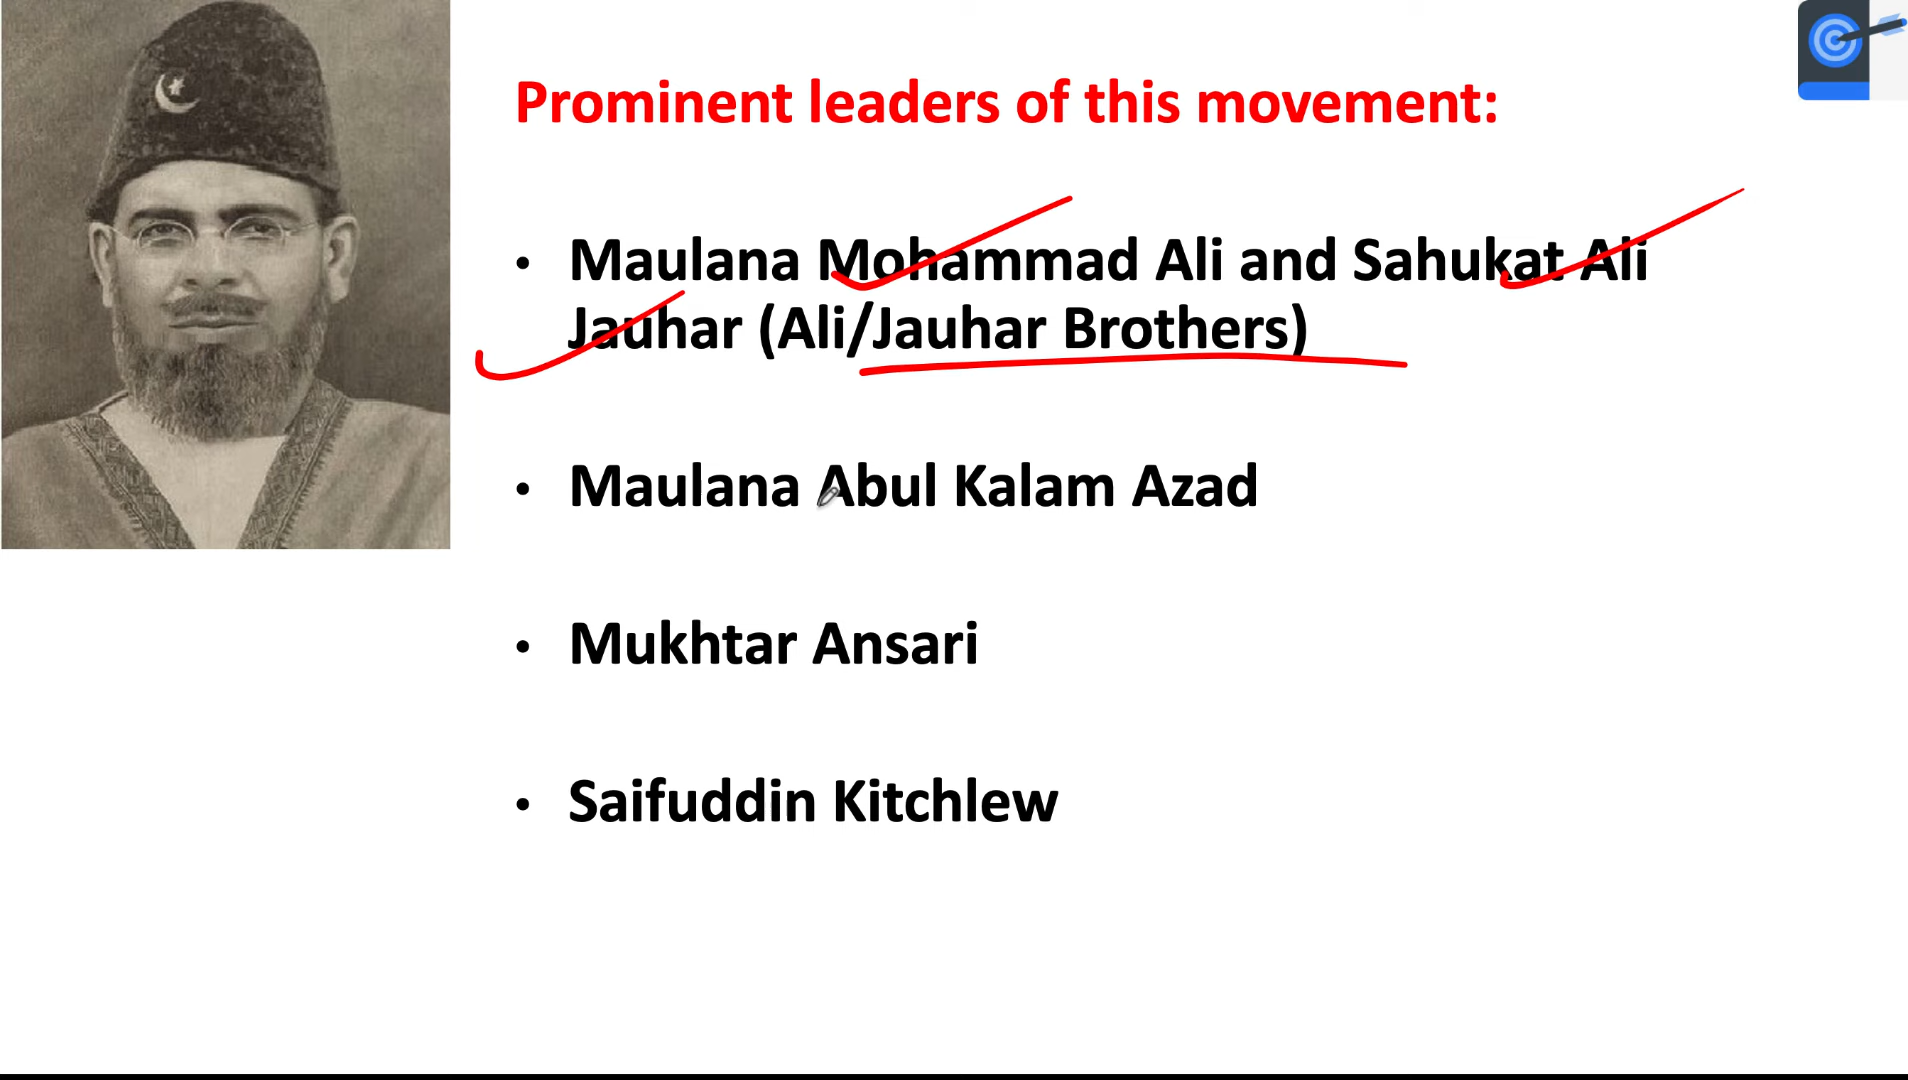 Prominent leaders of this movement:
• Maulana Mohammad Ali and Sahukat Ali
Jauhar (Ali/Jauhar Brothers)
• Maulana Abul Kalam Azad
• Mukhtar Ansari
• Saifuddin Kitchlew